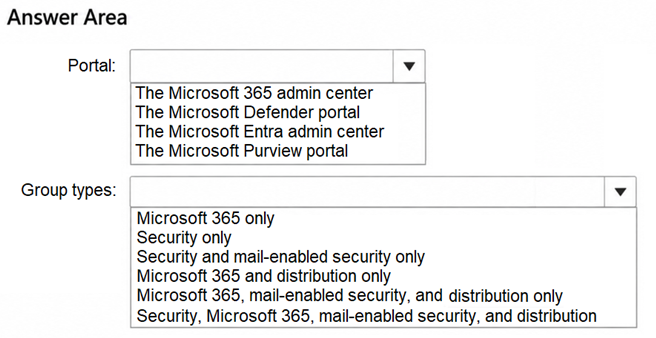 Answer Area
Portal:
The Microsoft 365 admin center
The Microsoft Defender portal
The Microsoft Entra admin center
The Microsoft Purview portal
Group types:
Microsoft 365 only
Security only
Security and mail-enabled security only
Microsoft 365 and distribution only
Microsoft 365, mail-enabled security, and distribution only
Security, Microsoft 365, mail-enabled security, and distribution